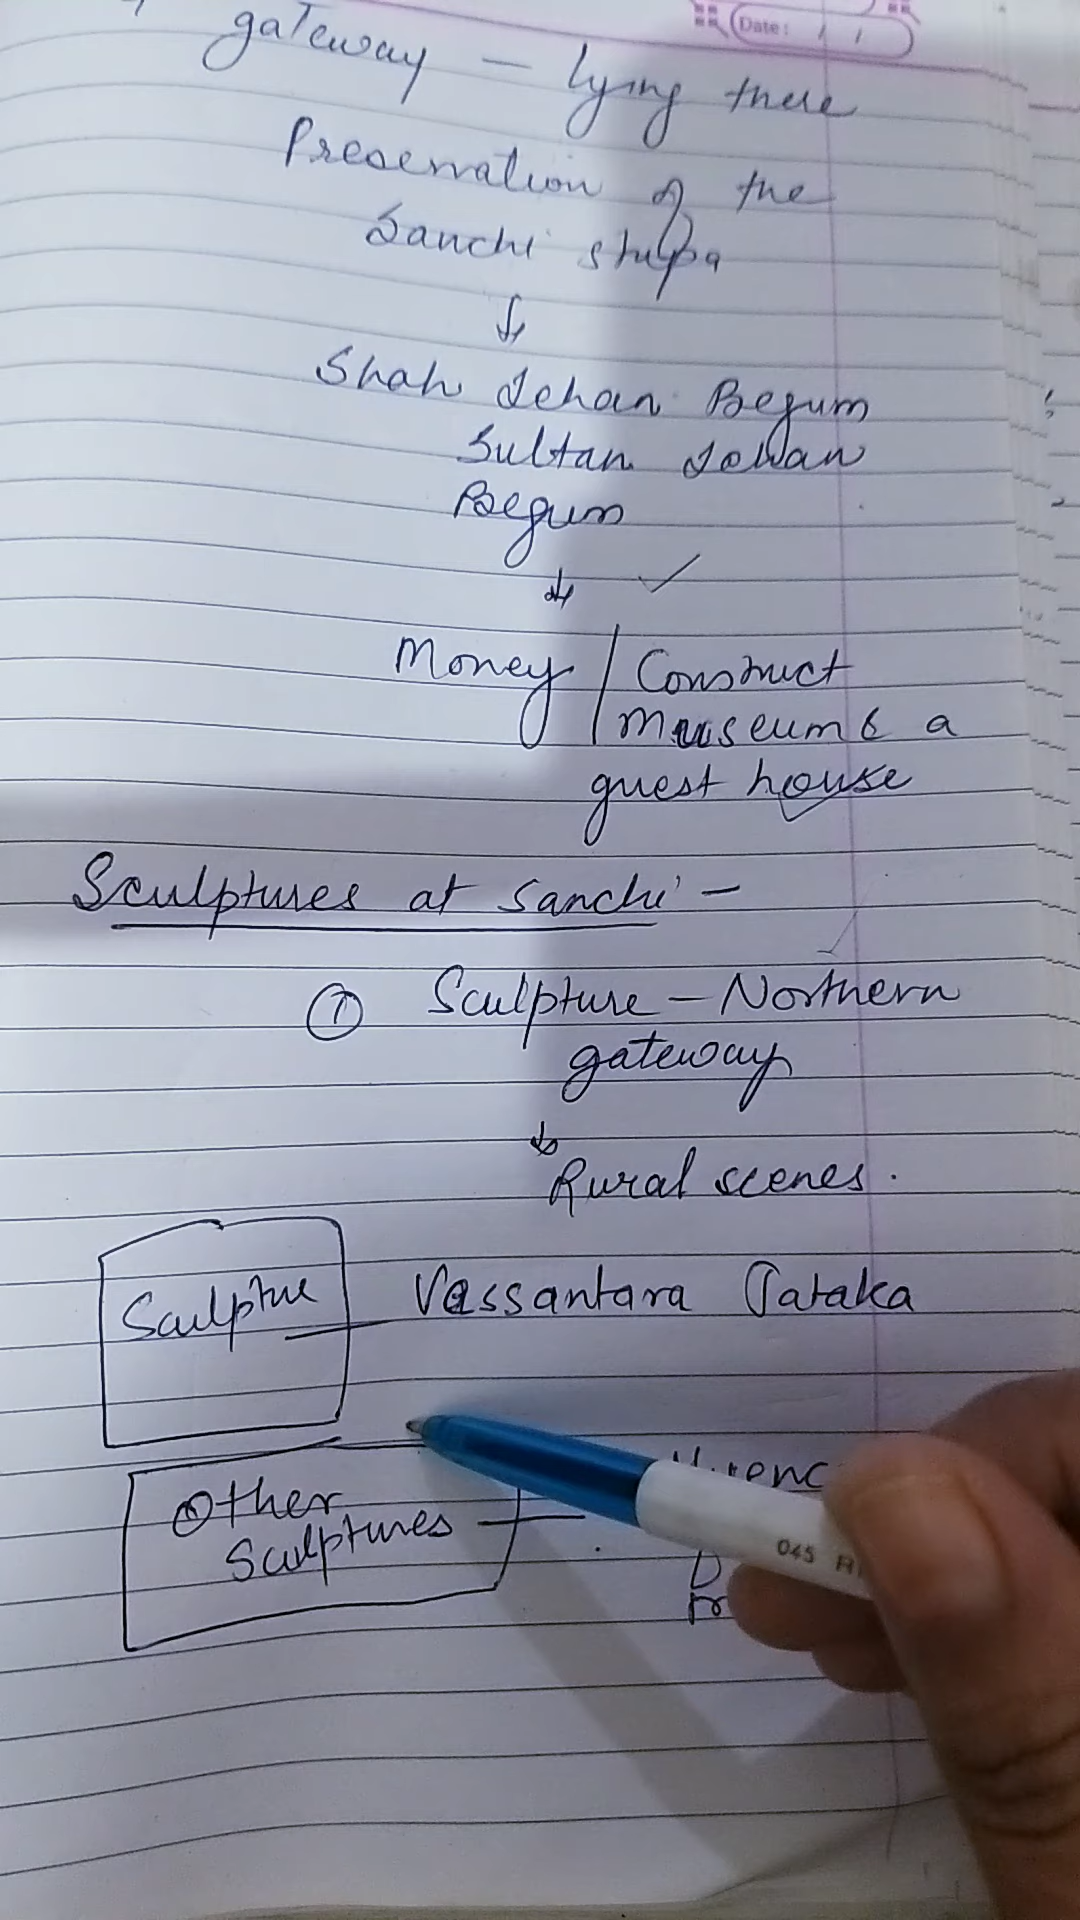 Date: / /
gateway — lying there
Preservation of the
Sanchi stupa
↓
Shah Jehan Begum
Sultan Jehan
Begum
↓ ✓
Money / Construct
museum & a
guest house
Sculptures at Sanchi —
① Sculpture — Northern
gateway
↓
Rural scenes.
Sculpture — Vessantara Jataka
Other
Sculptures —
045